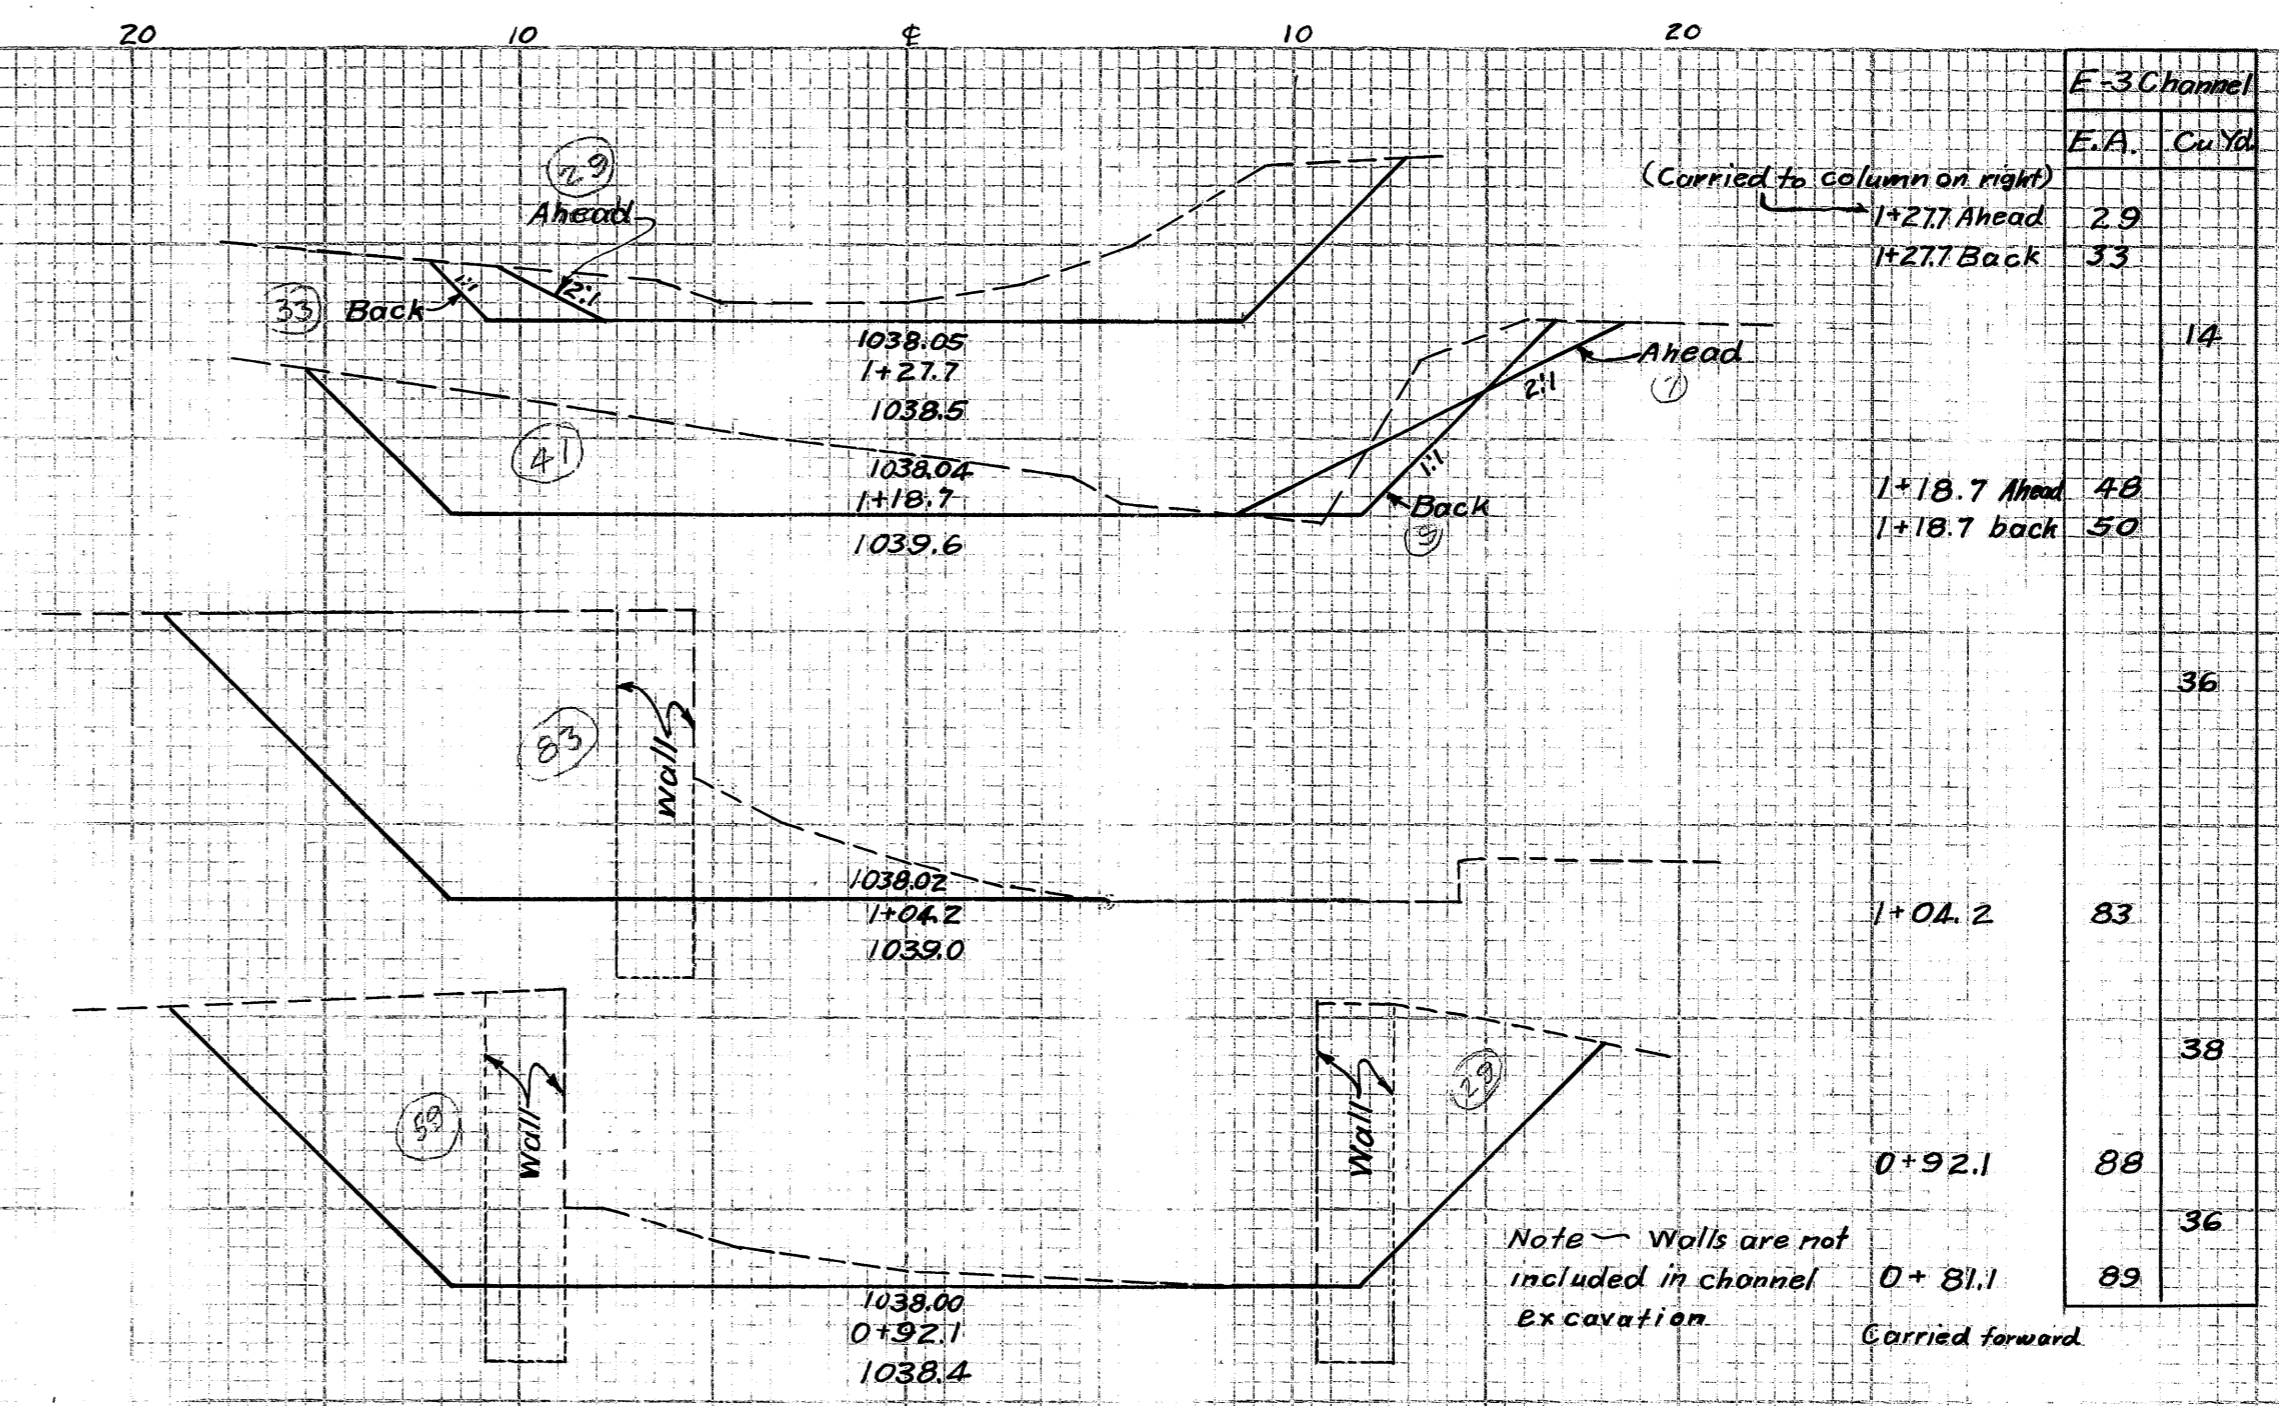 20 10 ℄ 10 20
E-3 Channel
E.A. Cu Yd.
(Carried to column on right)
1+27.7 Ahead 29
1+27.7 Back 33
29
Ahead
1:1
2:1
33 Back
1038.05
1+27.7
1038.5
14
Ahead
7
2:1
1:1
41
1038.04
1+18.7
1039.6
Back
9
1+18.7 Ahead 48
1+18.7 back 50
36
83
Wall
1038.02
1+04.2
1039.0
1+04.2 83
38
59
Wall
Wall
29
0+92.1 88
36
Note - Walls are not
included in channel
excavation
0+81.1 89
Carried forward
1038.00
0+92.1
1038.4